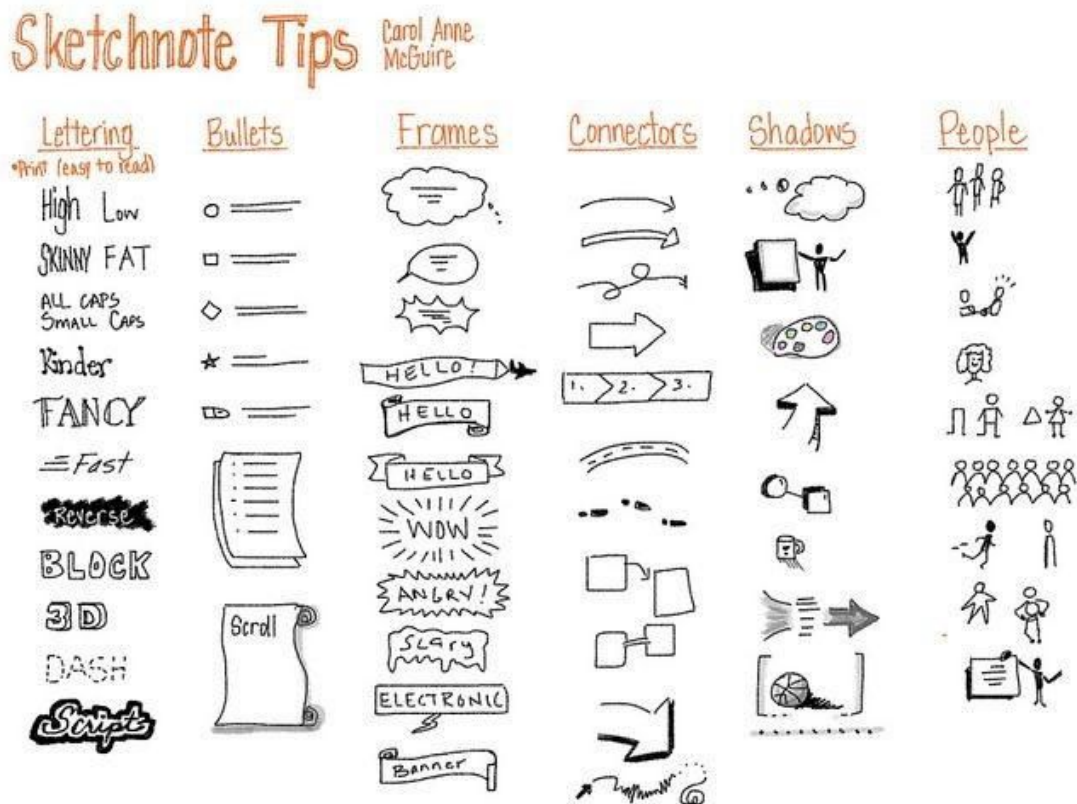 Sketchnote Tips
Carol Anne
McGuire
Lettering
*Print (easy to read)
High Low
SKINNY FAT
ALL CAPS
SMALL CAPS
Kinder
FANCY
Fast
Reverse
BLOCK
3D
DASH
Script
Bullets
Scroll
Frames
HELLO!
HELLO
HELLO
WOW
ANGRY!
SCARY
ELECTRONIC
Banner
Connectors
1. 2. 3.
Shadows
People